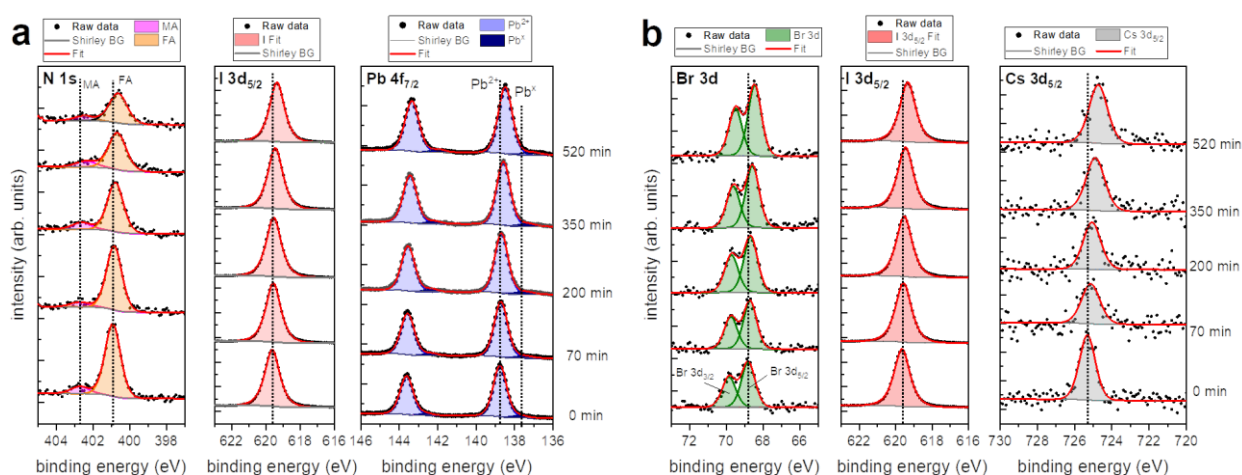 a
Raw data
Shirley BG
Fit
MA
FA
Raw data
I Fit
Shirley BG
Raw data
Shirley BG
Fit
Pb2+
Pbx
N 1s
MA
FA
I 3d5/2
Pb 4f7/2
Pb2+
Pbx
520 min
350 min
200 min
70 min
0 min
intensity (arb. units)
404 402 400 398
622 620 618 616
146 144 142 140 138 136
binding energy (eV)
binding energy (eV)
binding energy (eV)
b
Raw data
Shirley BG
Br 3d
Fit
Raw data
I 3d5/2 Fit
Shirley BG
Raw data
Shirley BG
Cs 3d5/2
Fit
Br 3d
I 3d5/2
Cs 3d5/2
520 min
350 min
200 min
70 min
0 min
Br 3d3/2
Br 3d5/2
intensity (arb. units)
73 70 68 65
622 620 618 616
730 728 726 724 722 720
binding energy (eV)
binding energy (eV)
binding energy (eV)